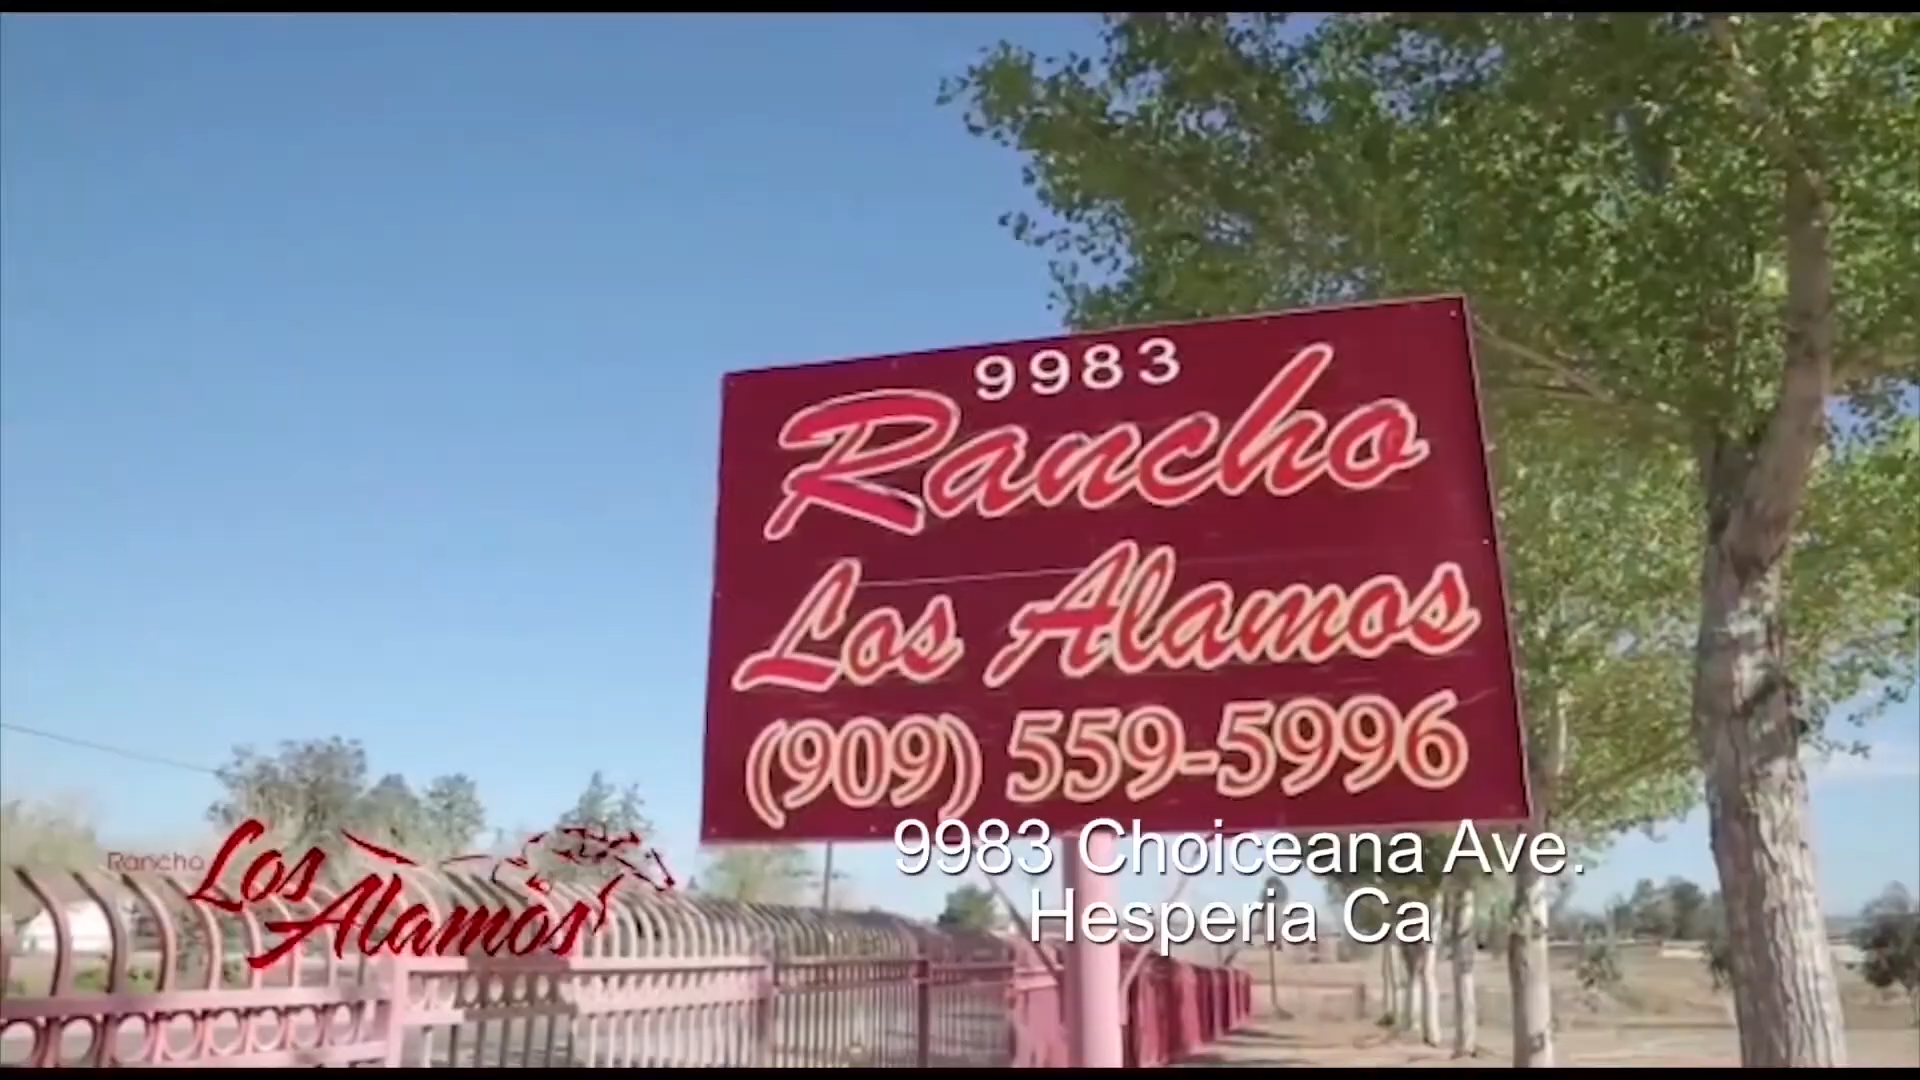 9983
Rancho
Los Alamos
(909) 559-5996
9983 Choiceana Ave.
Hesperia Ca
Rancho
Los
Alamos